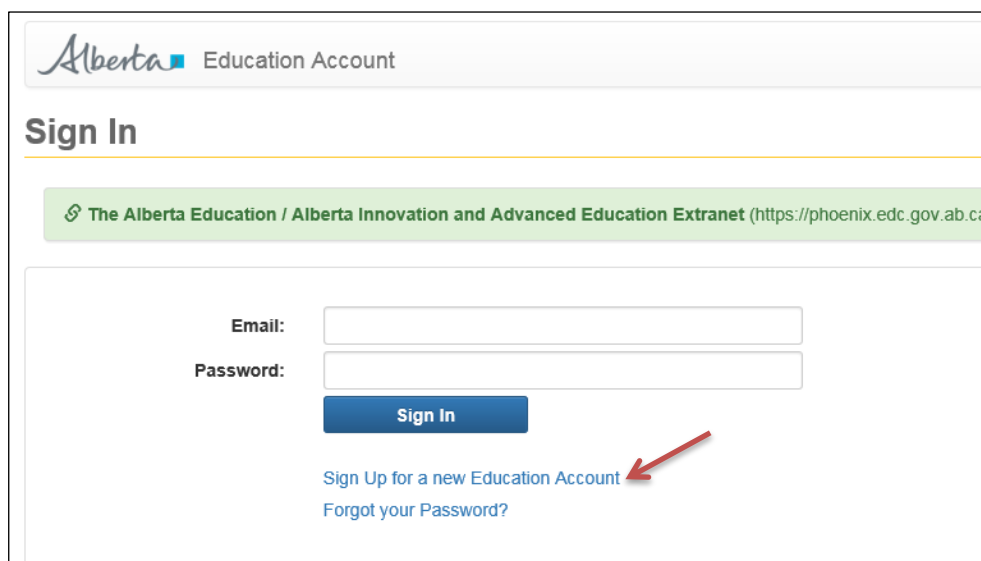 Alberta Education Account
Sign In
The Alberta Education / Alberta Innovation and Advanced Education Extranet (https://phoenix.edc.gov.ab.ca
Email:
Password:
Sign In
Sign Up for a new Education Account
Forgot your Password?